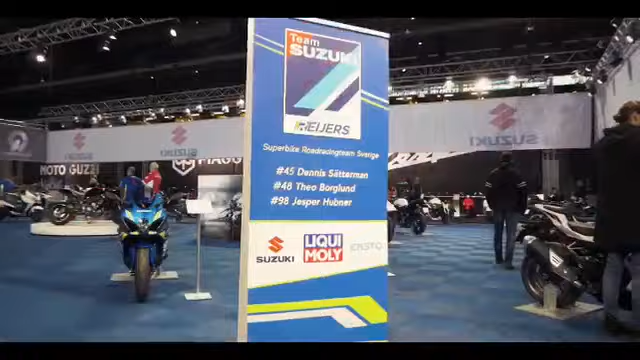 Team
SUZUKI
REIJERS
Superbike Roadracingteam Sverige
#45 Dennis Sätterman
#48 Theo Borglund
#98 Jesper Hubner
SUZUKI
LIQUI
MOLY
SUZUKI
SUZUKI
SUZUKI
MOTO GUZZI